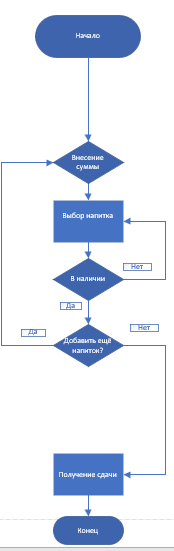 Начало
Внесение
суммы
Выбор напитка
В наличии
Нет
Да
Да
Добавить ещё
напиток?
Нет
Получение сдачи
Конец